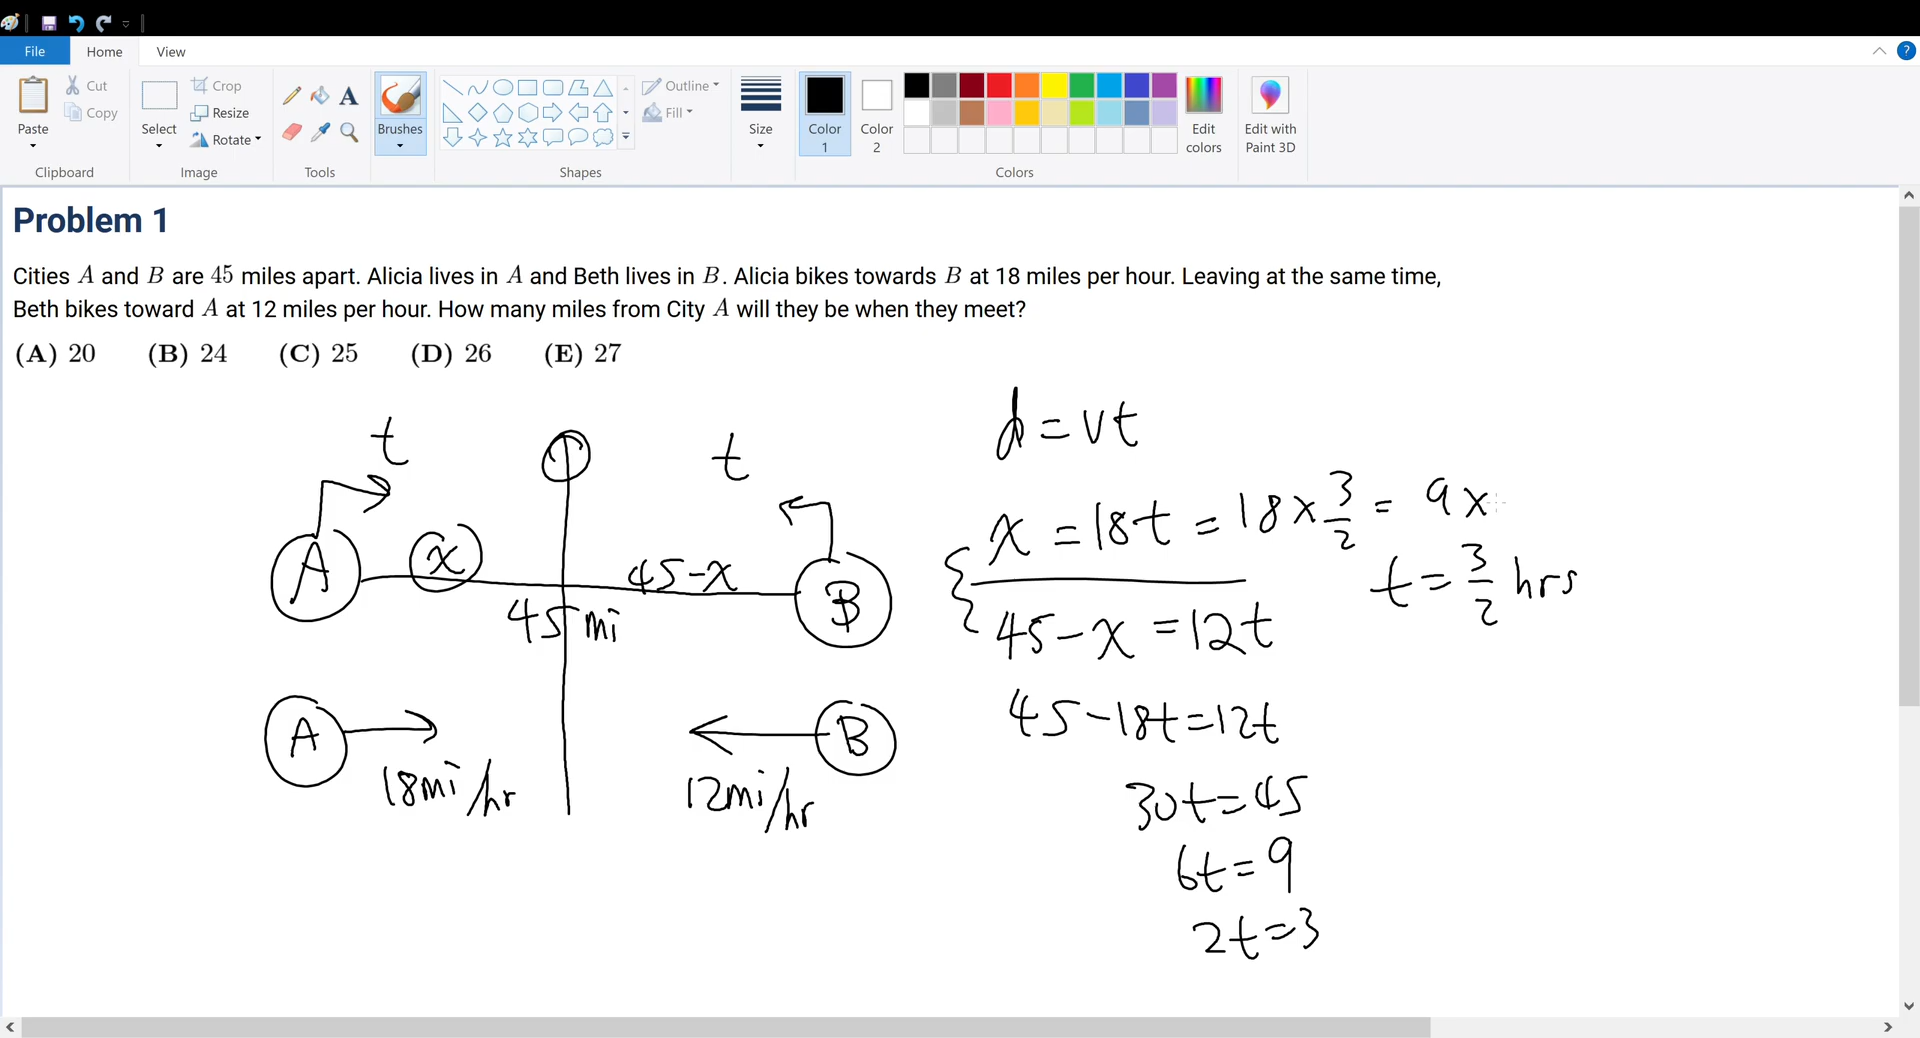 File Home View
Cut
Copy
Paste
Clipboard
Select
Crop
Resize
Rotate
Image
Tools
Brushes
Outline
Fill
Shapes
Size
Color 1
Color 2
Edit colors
Edit with Paint 3D
Colors
Problem 1
Cities A and B are 45 miles apart. Alicia lives in A and Beth lives in B. Alicia bikes towards B at 18 miles per hour. Leaving at the same time,
Beth bikes toward A at 12 miles per hour. How many miles from City A will they be when they meet?
(A) 20 (B) 24 (C) 25 (D) 26 (E) 27
t t
A x 45-x B
45 mi
A B
18mi/hr 12mi/hr
d=vt
x=18t=18x3/2=9x
t=3/2 hrs
45-x=12t
45-18t=12t
30t=45
6t=9
2t=3